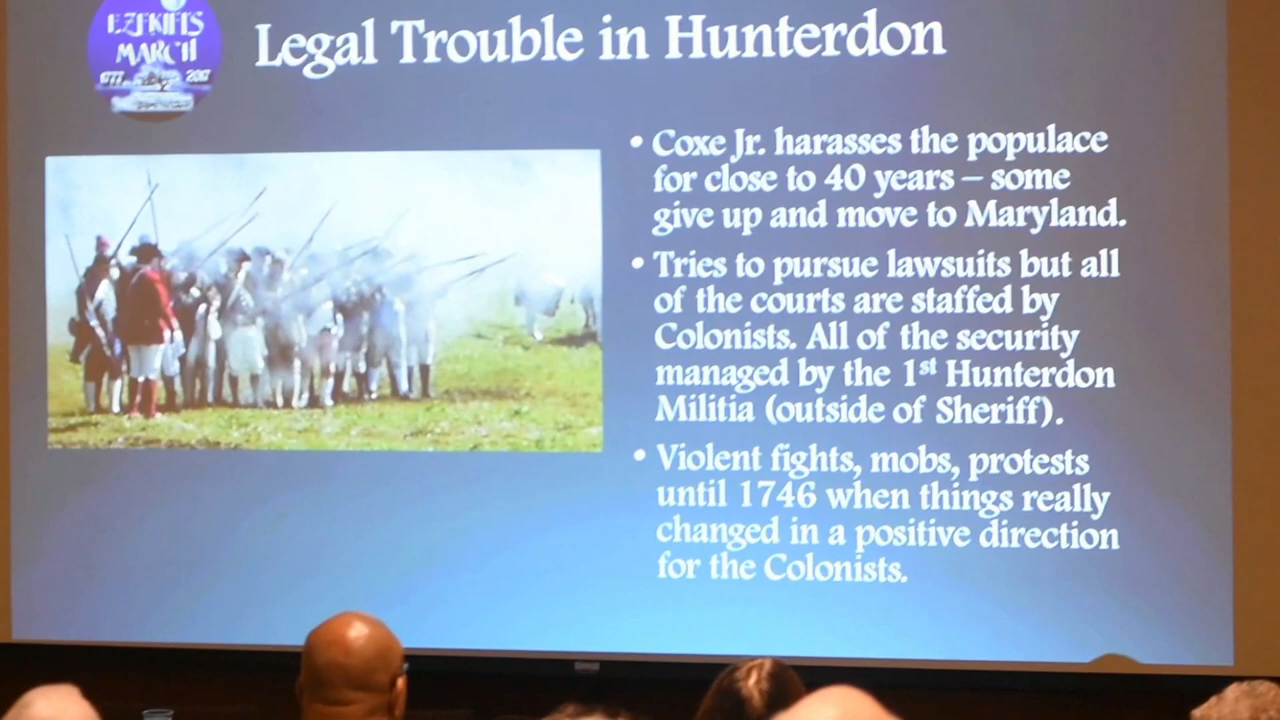 EZEKIEL'S
MARCH
1777 2017
Legal Trouble in Hunterdon
• Coxe Jr. harasses the populace
for close to 40 years – some
give up and move to Maryland.
• Tries to pursue lawsuits but all
of the courts are staffed by
Colonists. All of the security
managed by the 1st Hunterdon
Militia (outside of Sheriff).
• Violent fights, mobs, protests
until 1746 when things really
changed in a positive direction
for the Colonists.